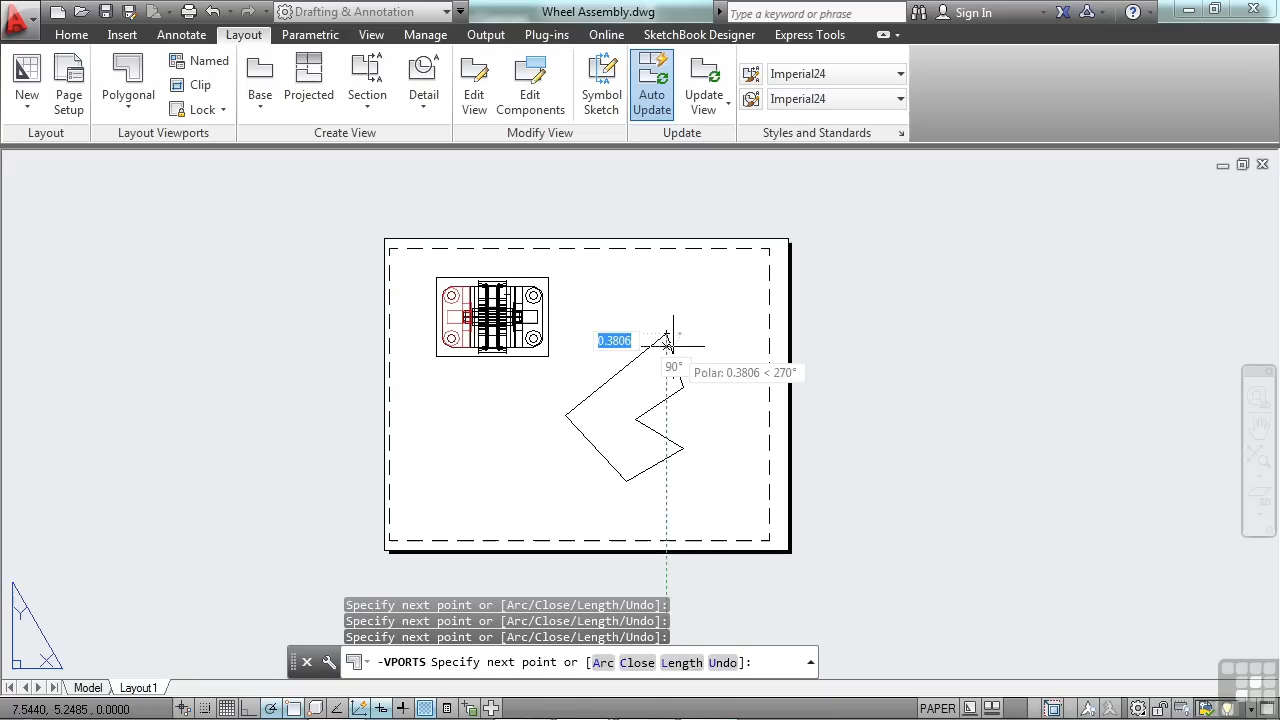 Drafting & Annotation
Wheel Assembly.dwg
Type a keyword or phrase
Sign In
Home Insert Annotate Layout Parametric View Manage Output Plug-ins Online SketchBook Designer Express Tools
New
Page
Setup
Polygonal
Named
Clip
Lock
Base
Projected
Section
Detail
Edit
View
Edit
Components
Symbol
Sketch
Auto
Update
Update
View
Imperial24
Imperial24
Layout
Layout Viewports
Create View
Modify View
Update
Styles and Standards
0.3806
90°
Polar: 0.3806 < 270°
2D
2D
Y
X
Specify next point or [Arc/Close/Length/Undo]:
Specify next point or [Arc/Close/Length/Undo]:
Specify next point or [Arc/Close/Length/Undo]:
-VPORTS Specify next point or [Arc Close Length Undo]:
Model Layout1
7.5440, 5.2485, 0.0000
PAPER